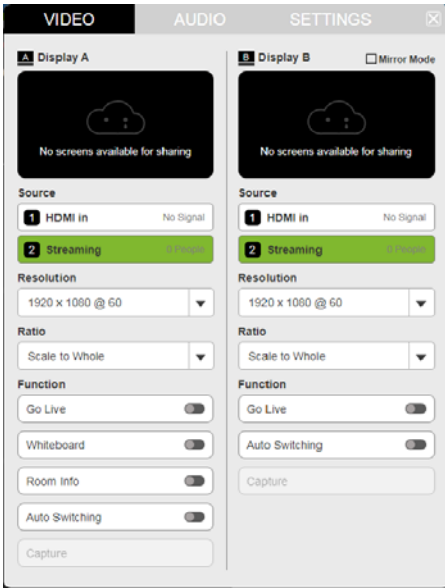 VIDEO AUDIO SETTINGS
A Display A
No screens available for sharing
Source
1 HDMI in No Signal
2 Streaming 0 People
Resolution
1920 x 1080 @ 60
Ratio
Scale to Whole
Function
Go Live
Whiteboard
Room Info
Auto Switching
Capture
B Display B Mirror Mode
No screens available for sharing
Source
1 HDMI in No Signal
2 Streaming 0 People
Resolution
1920 x 1080 @ 60
Ratio
Scale to Whole
Function
Go Live
Auto Switching
Capture